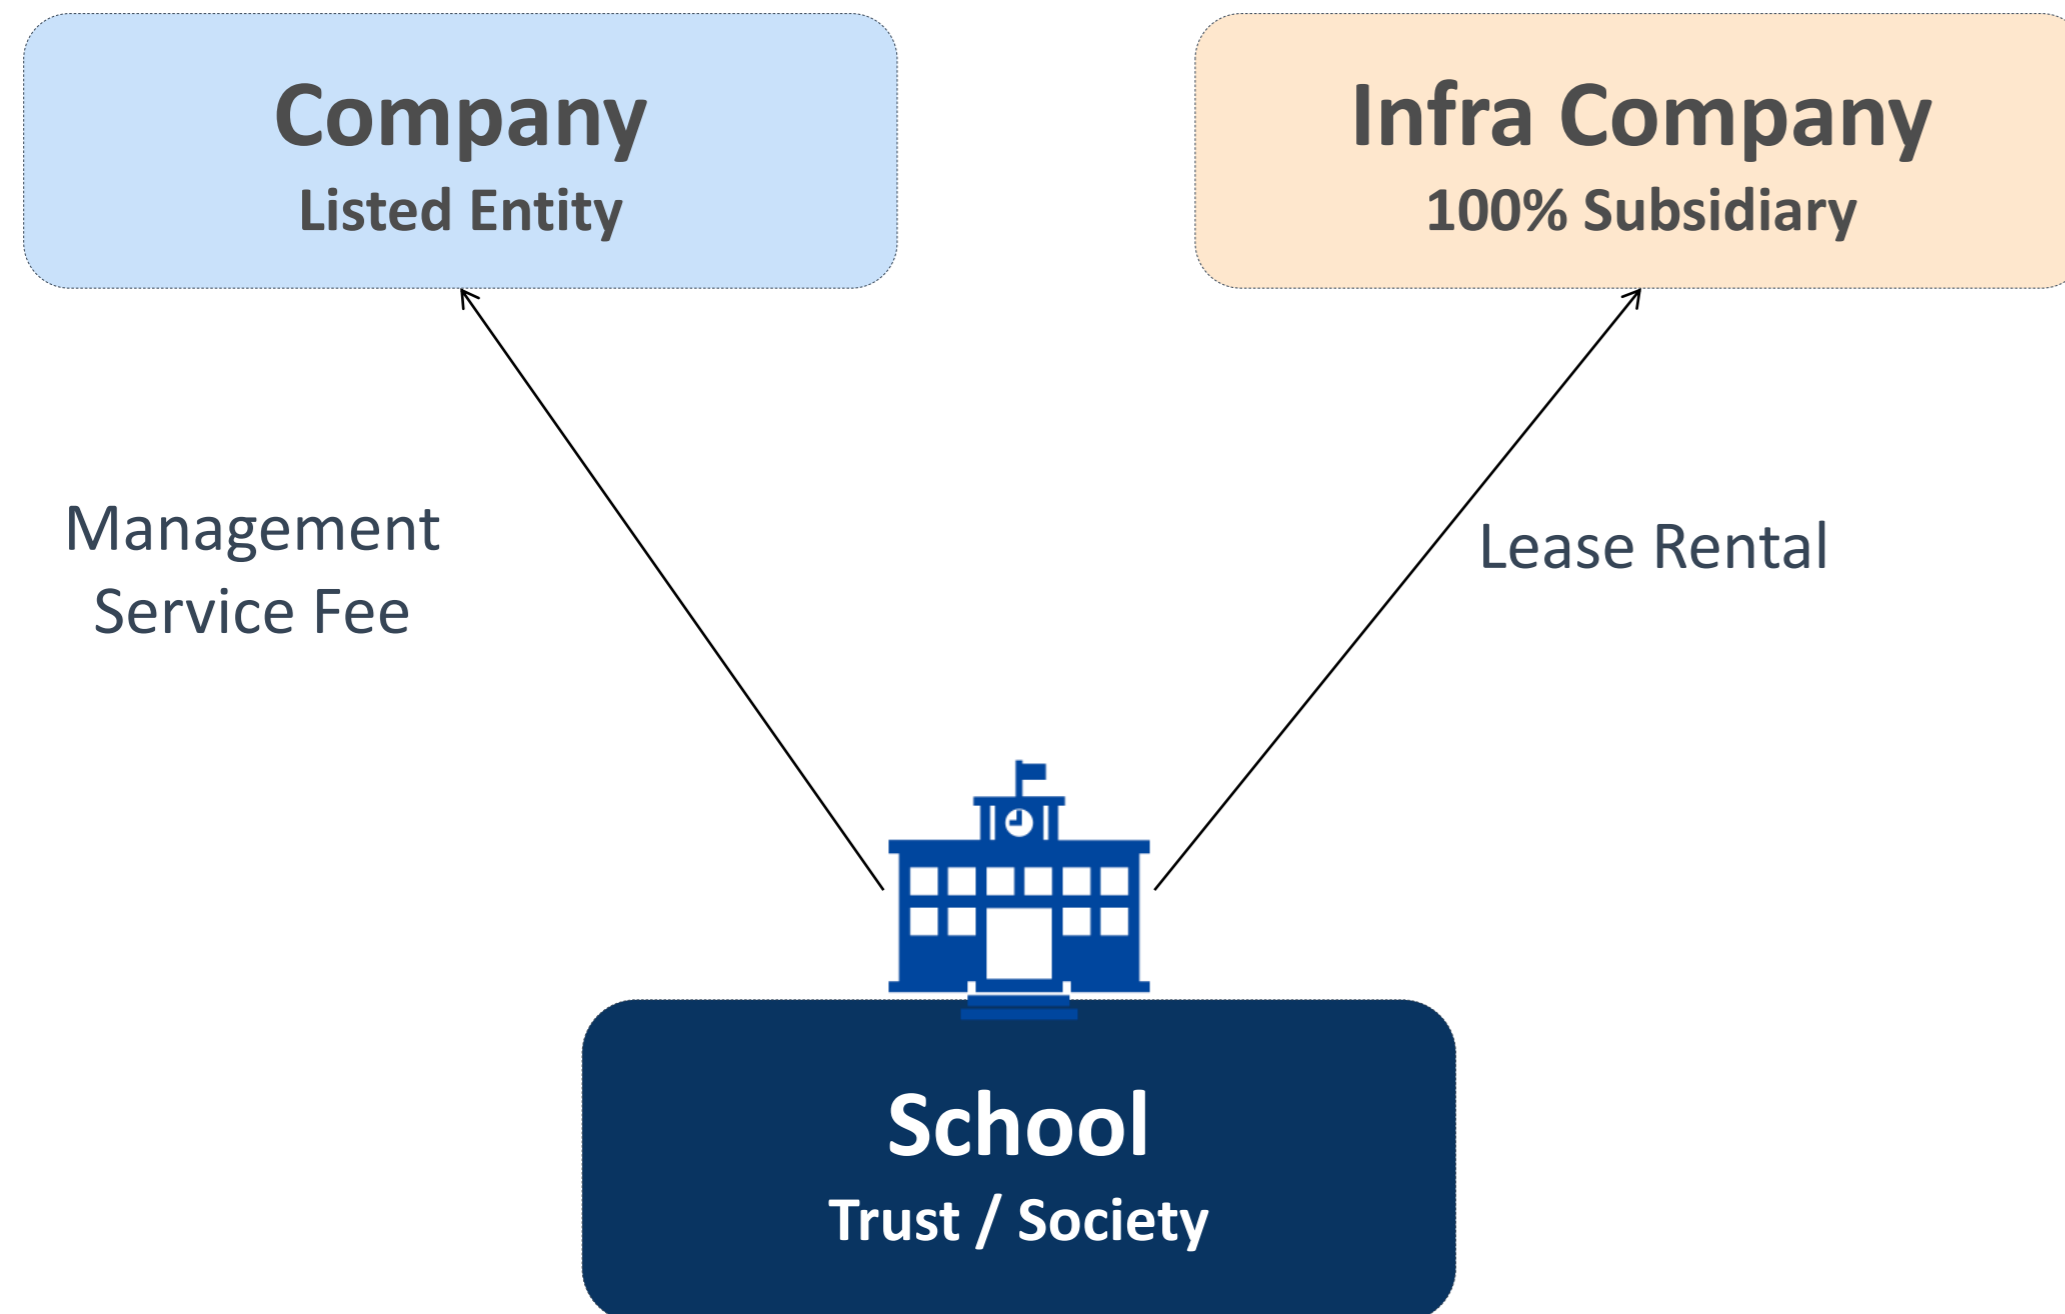 Company
Listed Entity
Infra Company
100% Subsidiary
Management
Service Fee
Lease Rental
School
Trust / Society